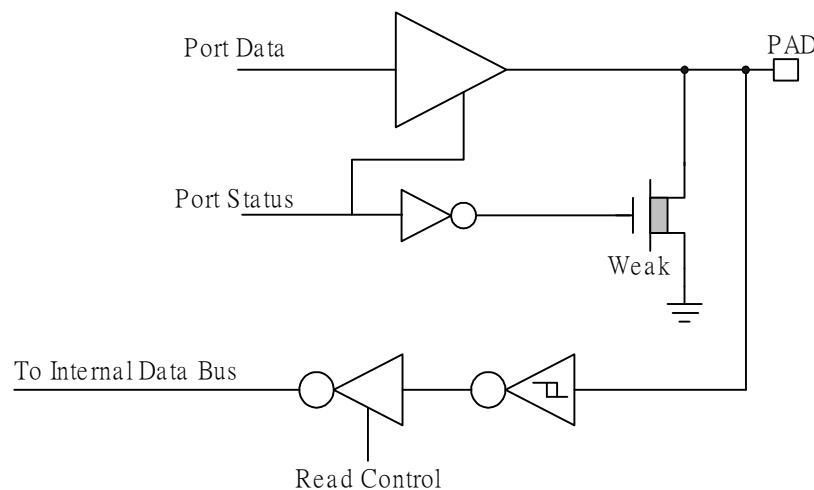 Port Data
PAD
Port Status
Weak
To Internal Data Bus
Read Control